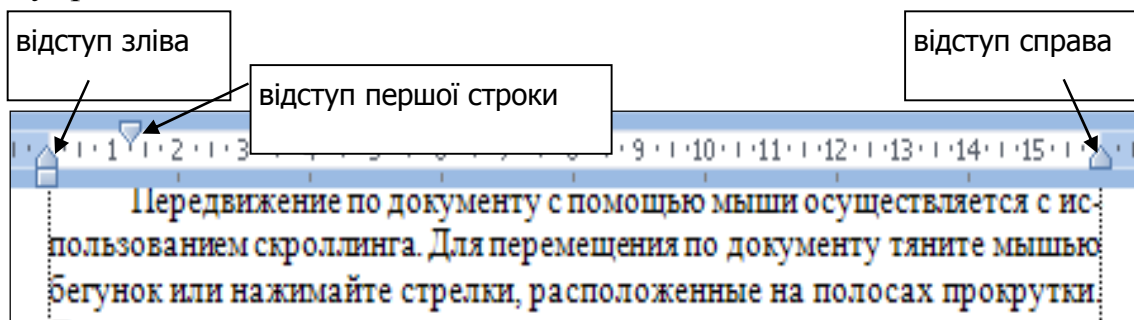 відступ зліва
відступ справа
відступ першої строки
1 2 3 9 10 11 12 13 14 15
Передвижение по документу с помощью мыши осуществляется с ис-
пользованием скроллинга. Для перемещения по документу тяните мышью
бегунок или нажимайте стрелки, расположенные на полосах прокрутки.